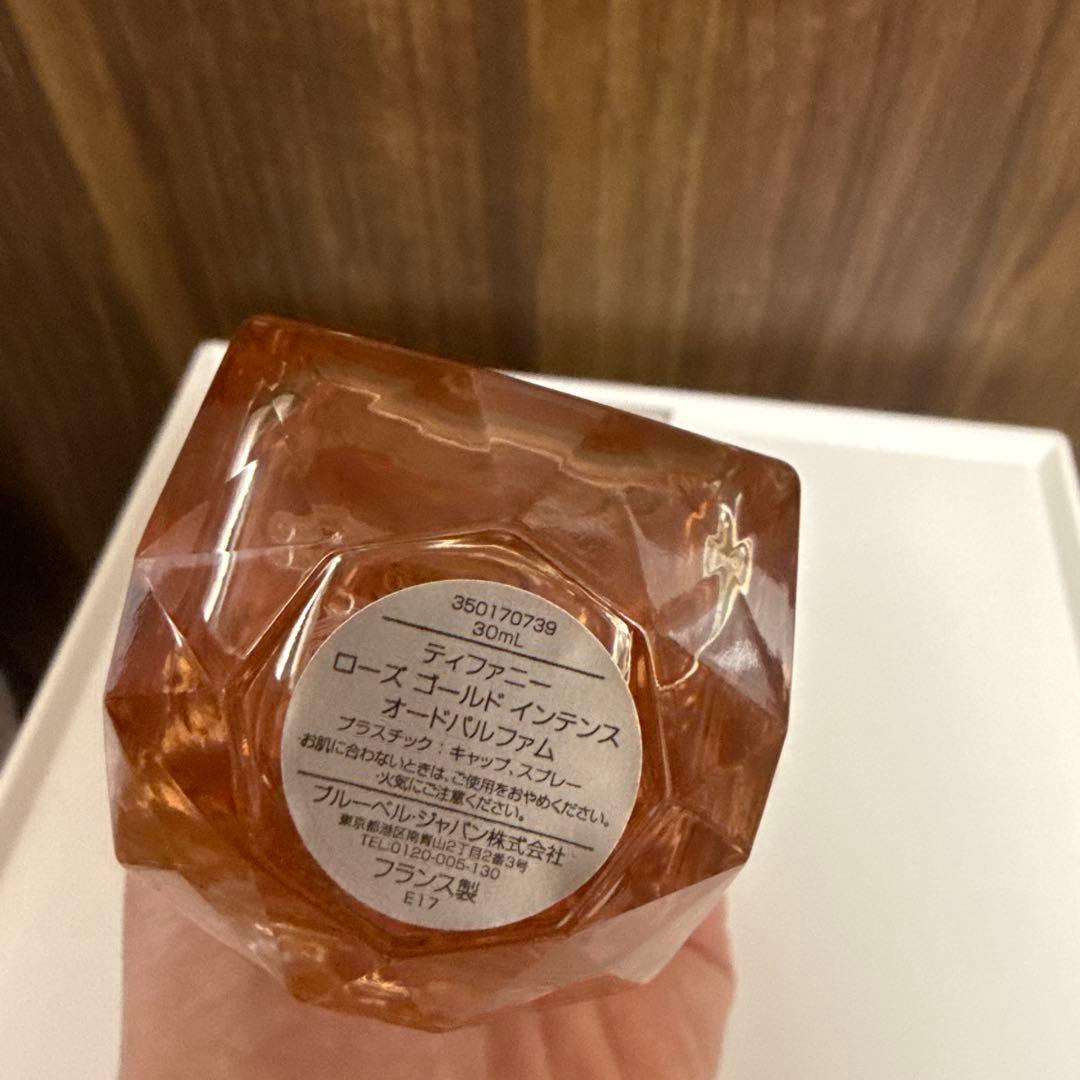 350170739
30mL
ティファニー
ローズ ゴールド インテンス
オードパルファム
プラスチック：キャップ、スプレー
·お肌に合わないときは、ご使用をおやめください。
·火気にご注意ください。
ブルーベル·ジャパン株式会社
東京都港区南青山2丁目2番3号
TEL:0120-005-130
フランス製
E17